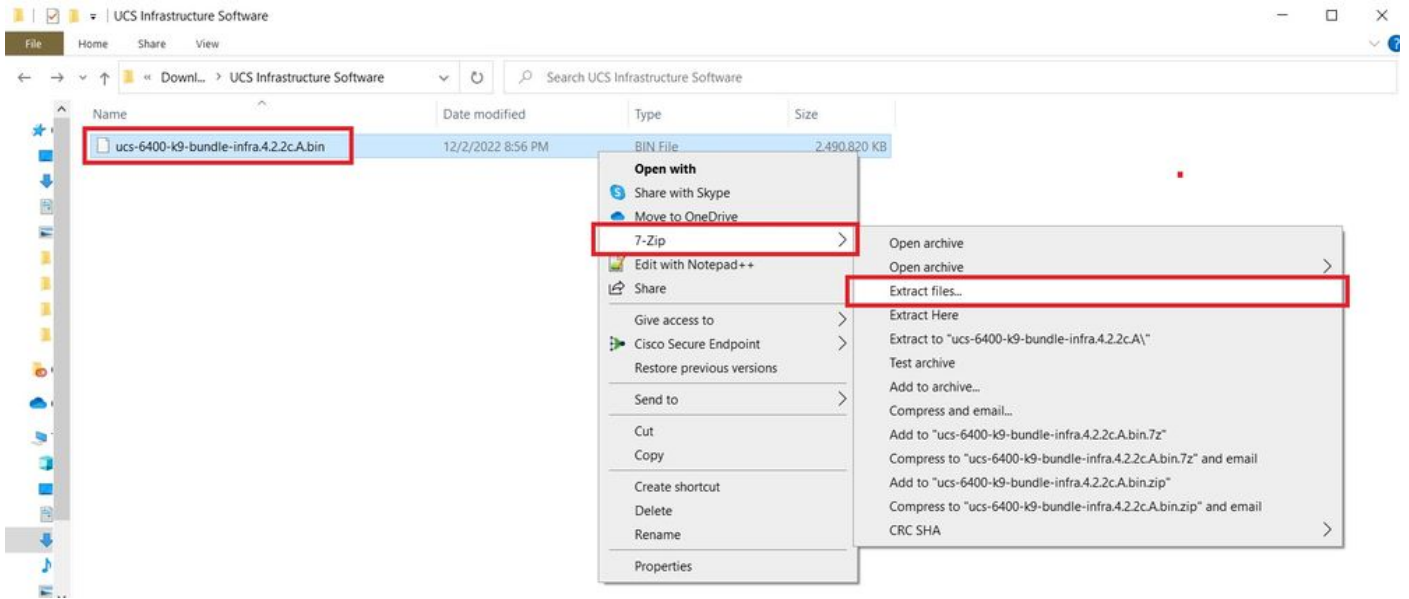 UCS Infrastructure Software
File Home Share View
« Downl... > UCS Infrastructure Software Search UCS Infrastructure Software
Name Date modified Type Size
ucs-6400-k9-bundle-infra.4.2.2c.A.bin 12/2/2022 8:56 PM BIN File 2,490,820 KB
Open with
Share with Skype
Move to OneDrive
7-Zip
Edit with Notepad++
Share
Give access to
Cisco Secure Endpoint
Restore previous versions
Send to
Cut
Copy
Create shortcut
Delete
Rename
Properties
Open archive
Open archive
Extract files...
Extract Here
Extract to "ucs-6400-k9-bundle-infra.4.2.2c.A\"
Test archive
Add to archive...
Compress and email...
Add to "ucs-6400-k9-bundle-infra.4.2.2c.A.bin.7z"
Compress to "ucs-6400-k9-bundle-infra.4.2.2c.A.bin.7z" and email
Add to "ucs-6400-k9-bundle-infra.4.2.2c.A.bin.zip"
Compress to "ucs-6400-k9-bundle-infra.4.2.2c.A.bin.zip" and email
CRC SHA